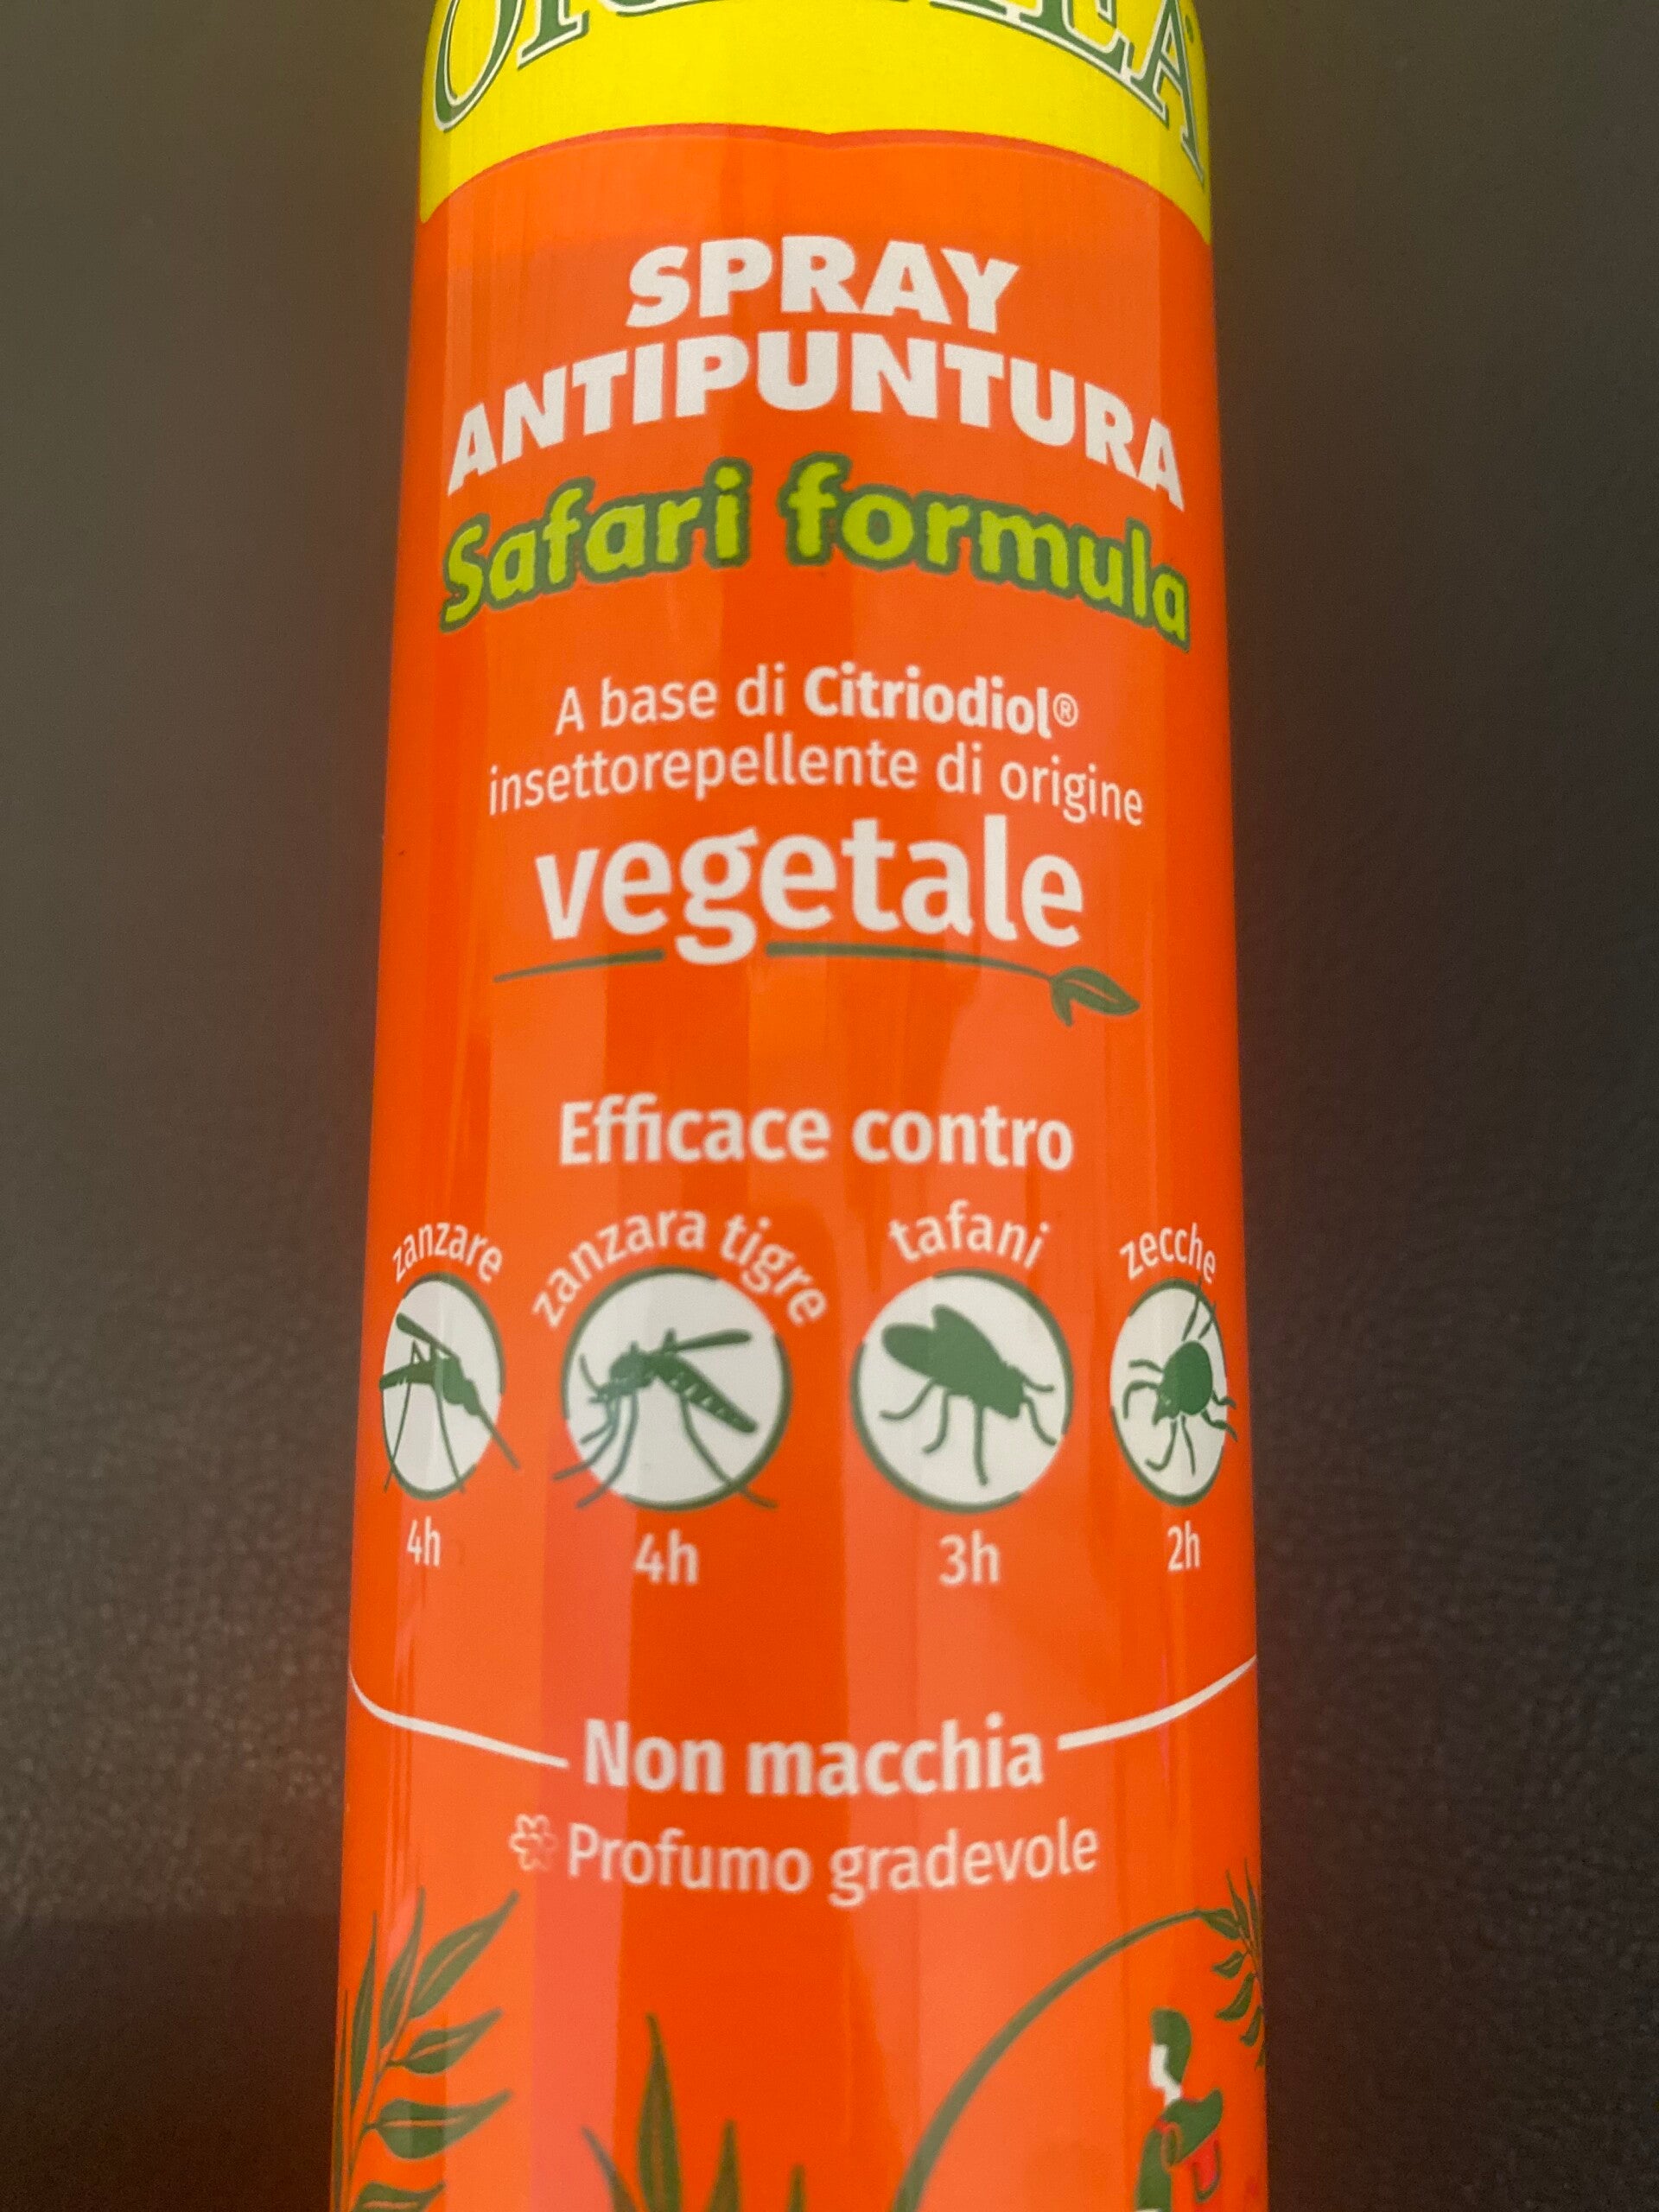 SPRAY
ANTIPUNTURA
Safari formula
A base di Citriodiol®
insettorepellente di origine
vegetale
Efficace contro
zanzare zanzara tigre tafani zecche
4h 4h 3h 2h
Non macchia
Profumo gradevole